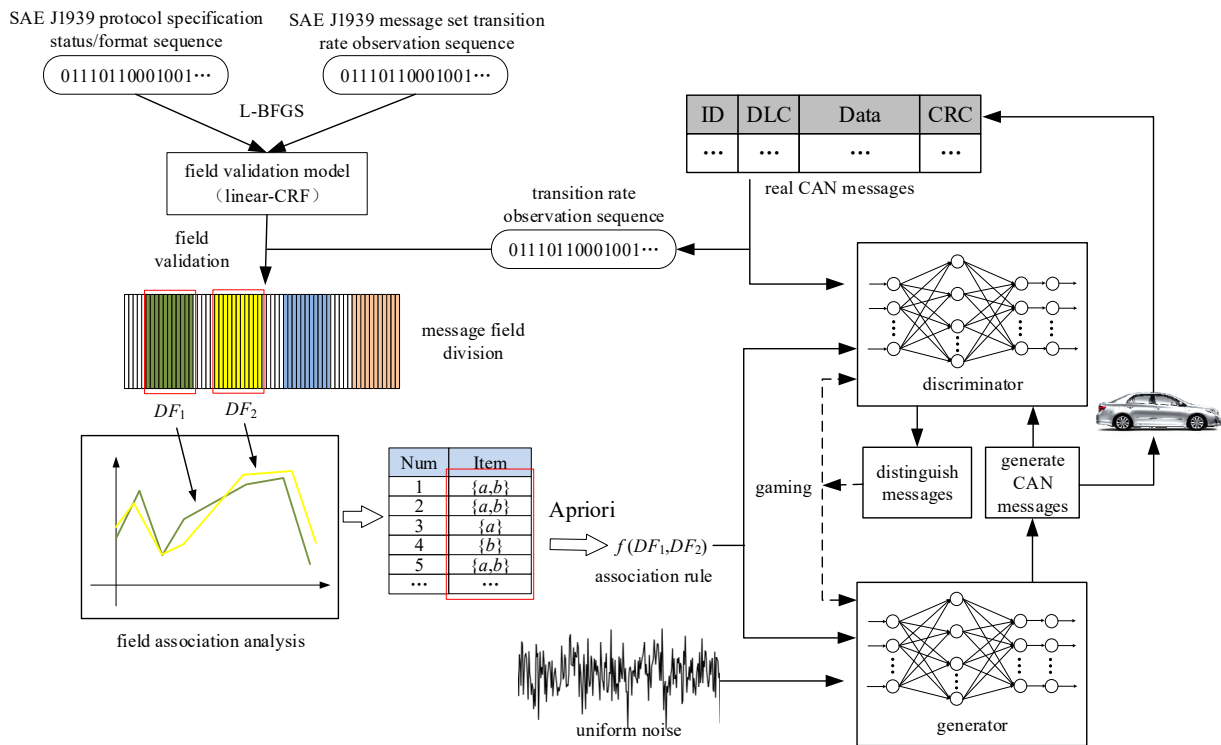 SAE J1939 protocol specification
status/format sequence
01110110001001···
SAE J1939 message set transition
rate observation sequence
01110110001001···
L-BFGS
field validation model
（linear-CRF）
field
validation
transition rate
observation sequence
01110110001001···
ID DLC Data CRC
··· ··· ··· ···
real CAN messages
message field
division
DF1
DF2
field association analysis
Num Item
1 {a,b}
2 {a,b}
3 {a}
4 {b}
5 {a,b}
··· ···
Apriori
f(DF1,DF2)
association rule
uniform noise
discriminator
gaming
distinguish
messages
generate
CAN
messages
generator